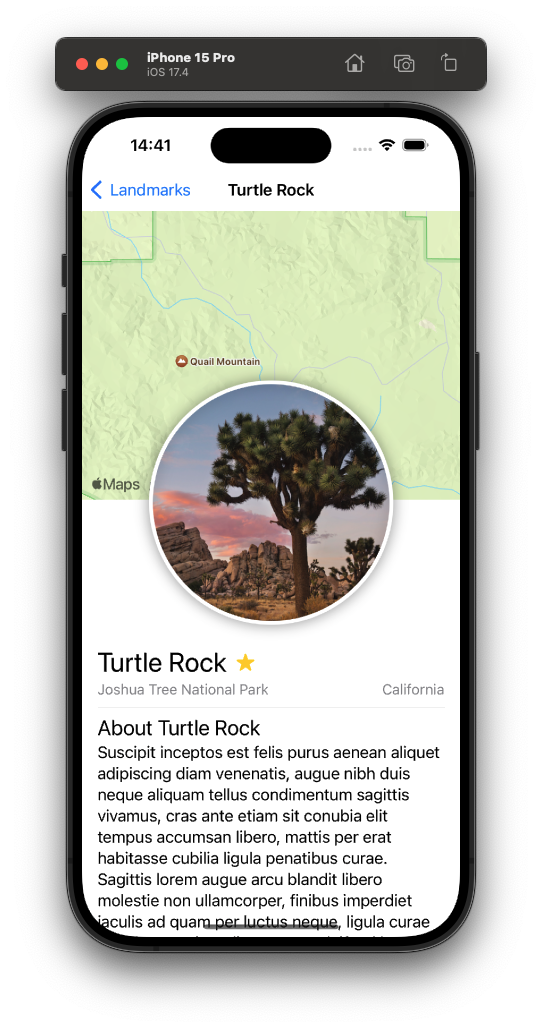 iPhone 15 Pro
iOS 17.4
14:41
Landmarks
Turtle Rock
Quail Mountain
Maps
Turtle Rock
Joshua Tree National Park
California
About Turtle Rock
Suscipit inceptos est felis purus aenean aliquet
adipiscing diam venenatis, augue nibh duis
neque aliquam tellus condimentum sagittis
vivamus, cras ante etiam sit conubia elit
tempus accumsan libero, mattis per erat
habitasse cubilia ligula penatibus curae.
Sagittis lorem augue arcu blandit libero
molestie non ullamcorper, finibus imperdiet
iaculis ad quam per luctus neque, ligula curae